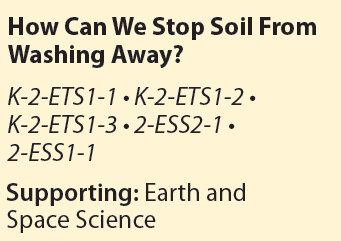 How Can We Stop Soil From
Washing Away?
K-2-ETS1-1 • K-2-ETS1-2 •
K-2-ETS1-3 • 2-ESS2-1 •
2-ESS1-1
Supporting: Earth and
Space Science